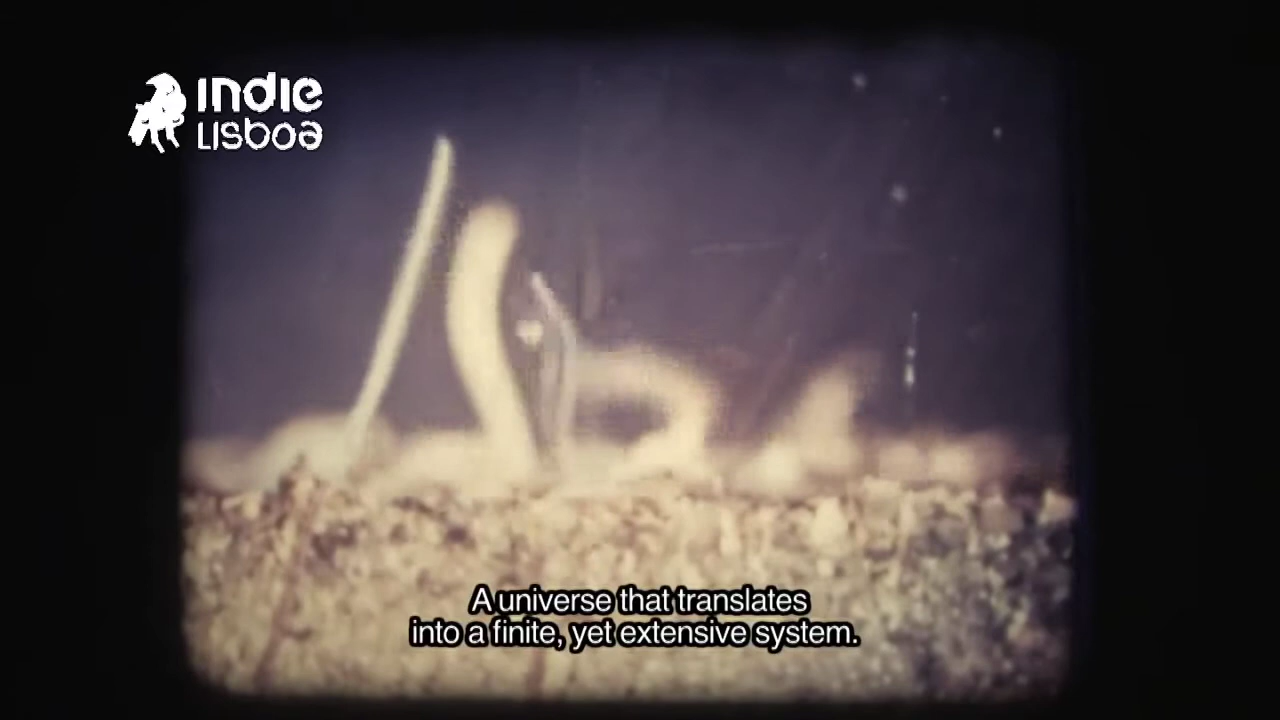 indie
LISBOA
A universe that translates
into a finite, yet extensive system.